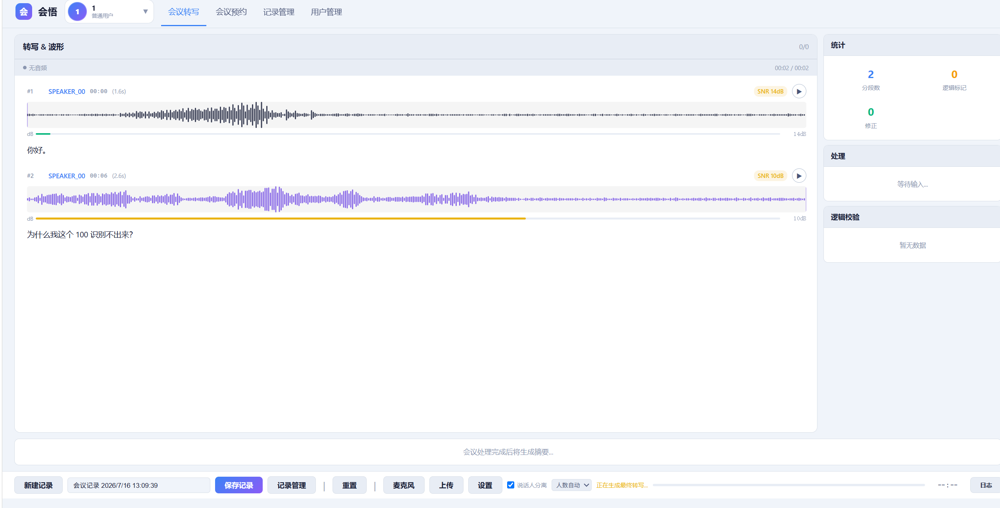 会 会悟 1 1 普通用户 ▼ 会议转写 会议预约 记录管理 用户管理
转写 & 波形 0/0
无音频 00:02 / 00:02
#1 SPEAKER_00 00:00 (1.6s) SNR 14dB
dB 14dB
你好。
#2 SPEAKER_00 00:06 (2.6s) SNR 10dB
dB 10dB
为什么我这个 100 识别不出来?
统计
2 0
分段数 逻辑标记
0
修正
处理
等待输入...
逻辑校验
暂无数据
会议处理完成后将生成摘要...
新建记录 会议记录 2026/7/16 13:09:39 保存记录 记录管理 | 重置 | 麦克风 上传 设置 说话人分离 人数自动 正在生成最终转写... --:-- 日志